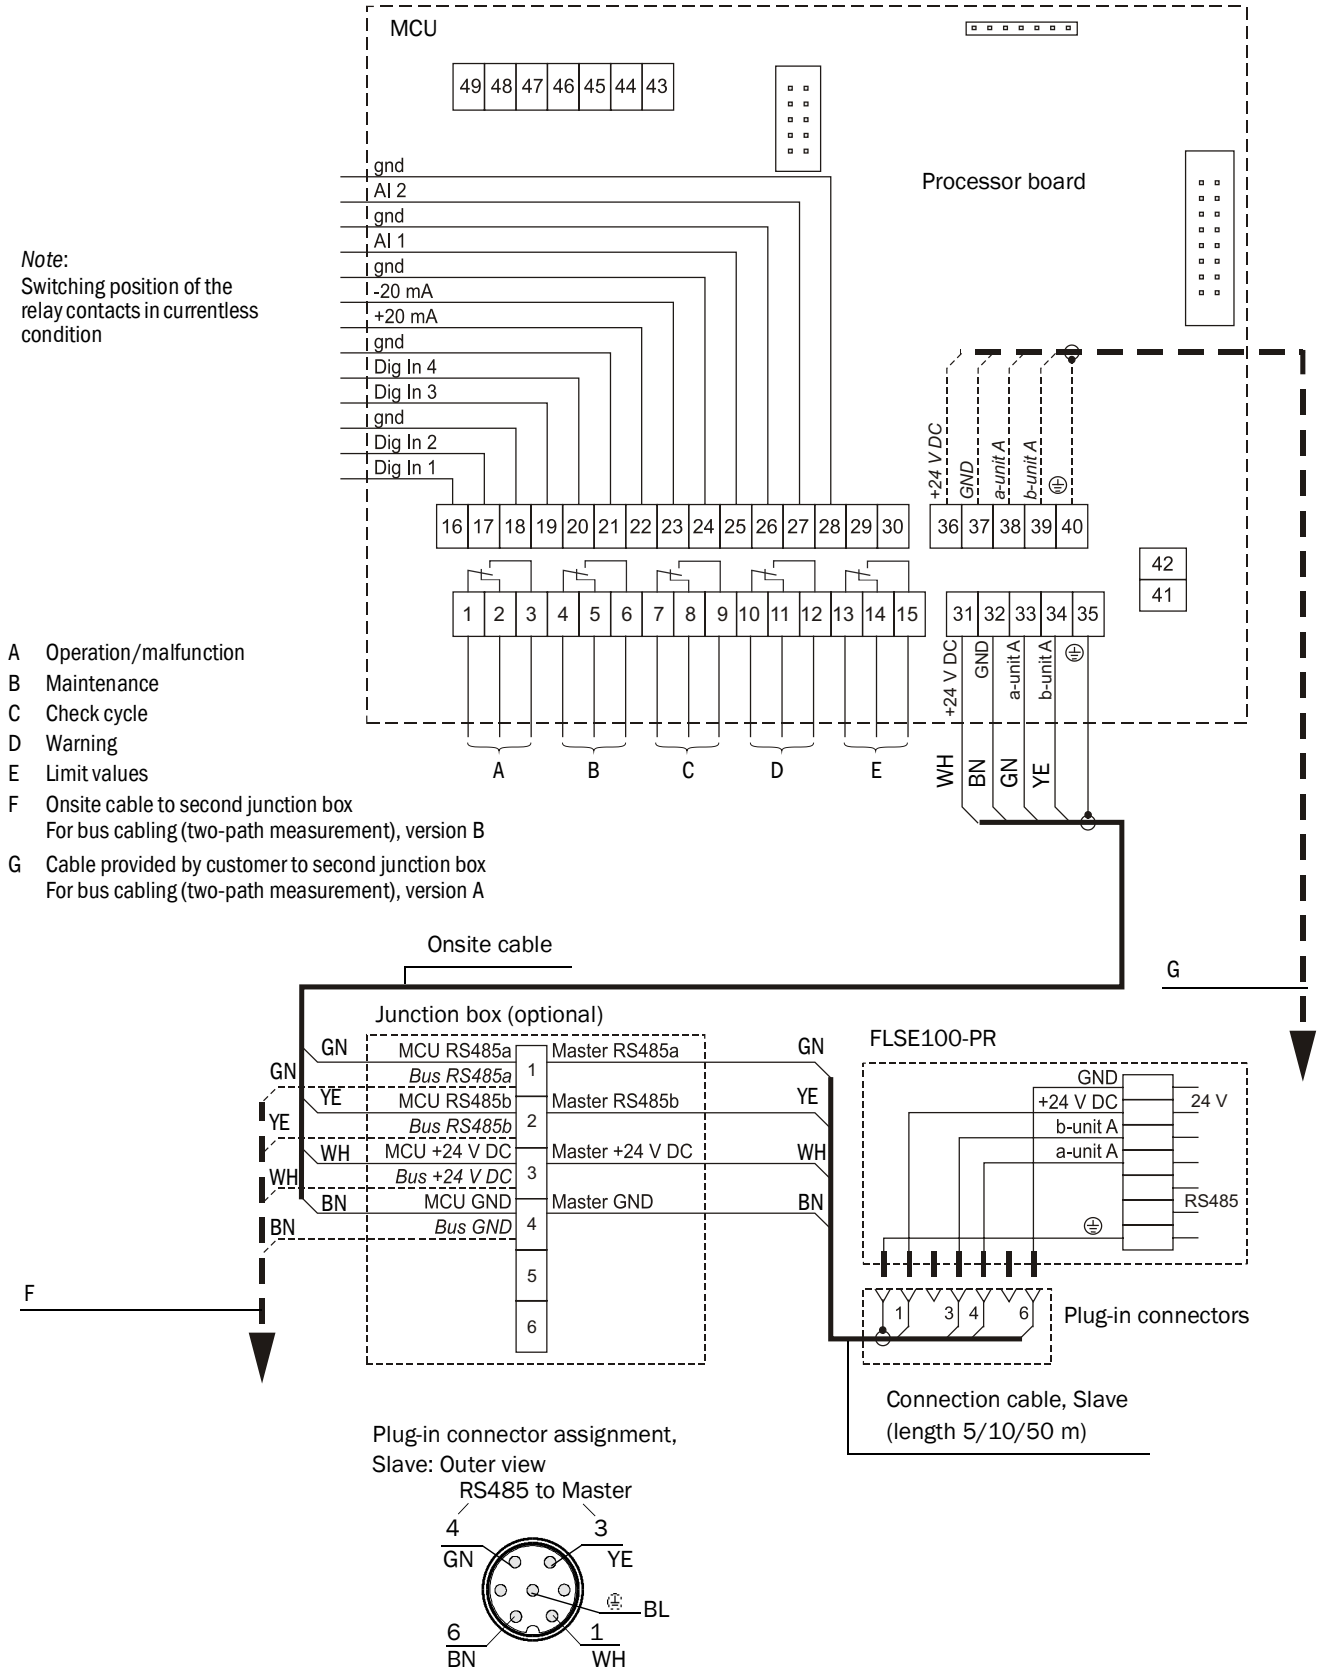 MCU
49 48 47 46 45 44 43
Processor board
gnd
AI 2
gnd
AI 1
gnd
-20 mA
+20 mA
gnd
Dig In 4
Dig In 3
gnd
Dig In 2
Dig In 1
Note:
Switching position of the
relay contacts in currentless
condition
+24 V DC
GND
a-unit A
b-unit A
16 17 18 19 20 21 22 23 24 25 26 27 28 29 30
36 37 38 39 40
42
41
1 2 3 4 5 6 7 8 9 10 11 12 13 14 15
31 32 33 34 35
+24 V DC
GND
a-unit A
b-unit A
WH
BN
GN
YE
A B C D E
A Operation/malfunction
B Maintenance
C Check cycle
D Warning
E Limit values
F Onsite cable to second junction box
For bus cabling (two-path measurement), version B
G Cable provided by customer to second junction box
For bus cabling (two-path measurement), version A
Onsite cable
G
Junction box (optional)
GN MCU RS485a 1 Master RS485a GN
GN Bus RS485a
YE MCU RS485b 2 Master RS485b YE
YE Bus RS485b
WH MCU +24 V DC 3 Master +24 V DC WH
WH Bus +24 V DC
BN MCU GND 4 Master GND BN
BN Bus GND
5
6
F
FLSE100-PR
GND
+24 V DC 24 V
b-unit A
a-unit A
RS485
1 3 4 6
Plug-in connectors
Connection cable, Slave
(length 5/10/50 m)
Plug-in connector assignment,
Slave: Outer view
RS485 to Master
4 3
GN YE
BL
6 1
BN WH